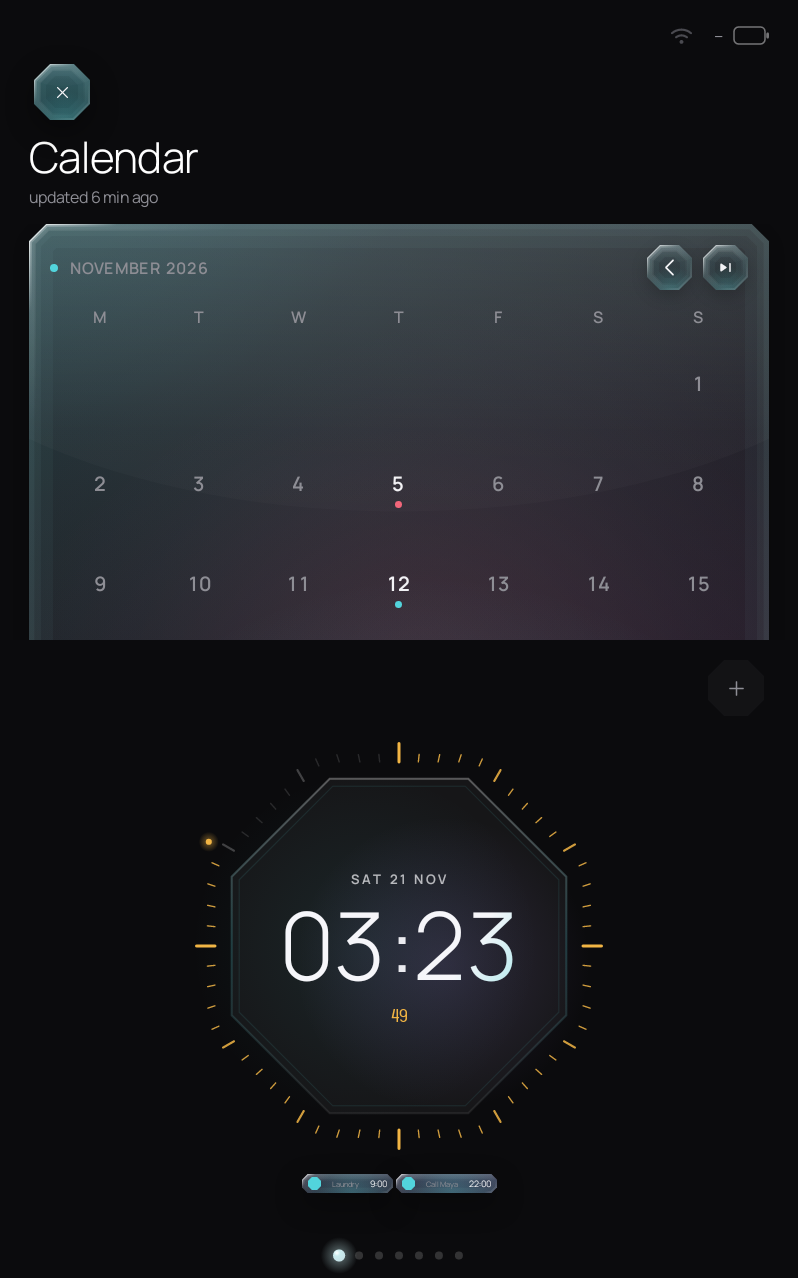 –
Calendar
updated 6 min ago
NOVEMBER 2026
M T W T F S S
1
2 3 4 5 6 7 8
9 10 11 12 13 14 15
SAT 21 NOV
03:23
49
Laundry 9:00 Call Maya 22:00